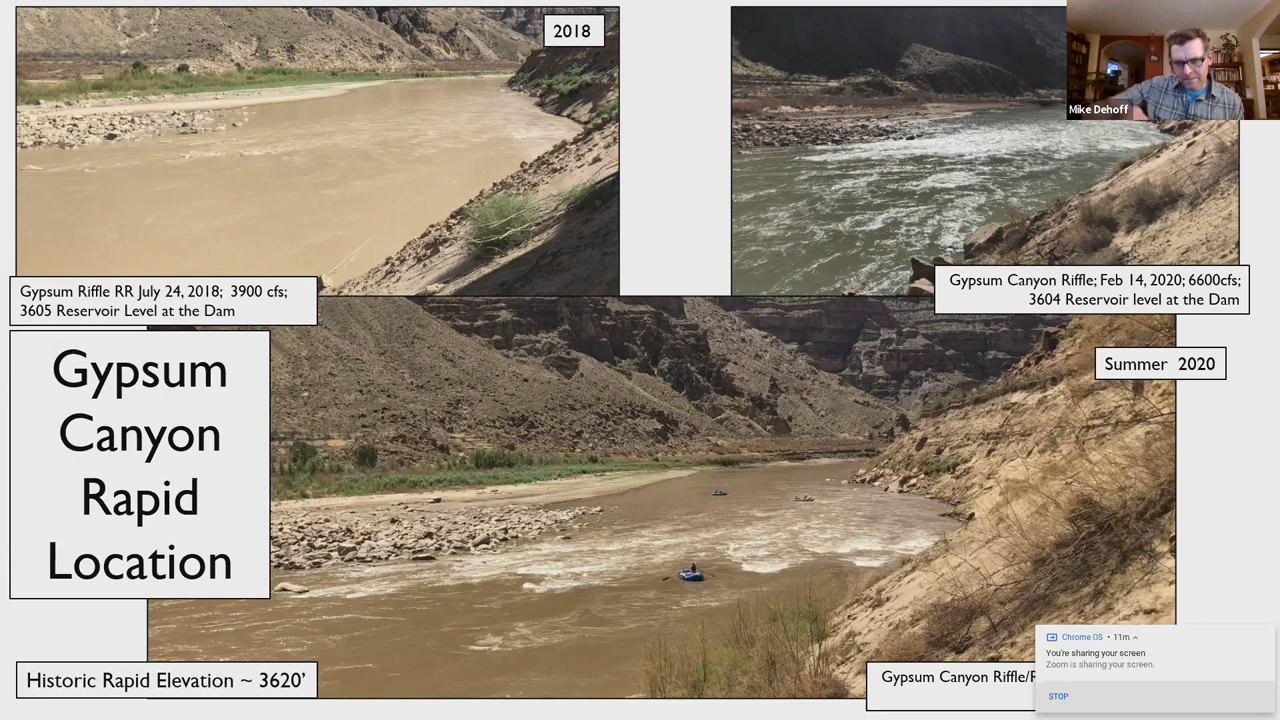 2018
Mike Dehoff
Gypsum Riffle RR July 24, 2018; 3900 cfs;
3605 Reservoir Level at the Dam
Gypsum Canyon Riffle; Feb 14, 2020; 6600cfs;
3604 Reservoir level at the Dam
Gypsum
Canyon
Rapid
Location
Summer 2020
Historic Rapid Elevation ~ 3620’
Gypsum Canyon Riffle/R
Chrome OS • 11m
You're sharing your screen
Zoom is sharing your screen.
STOP